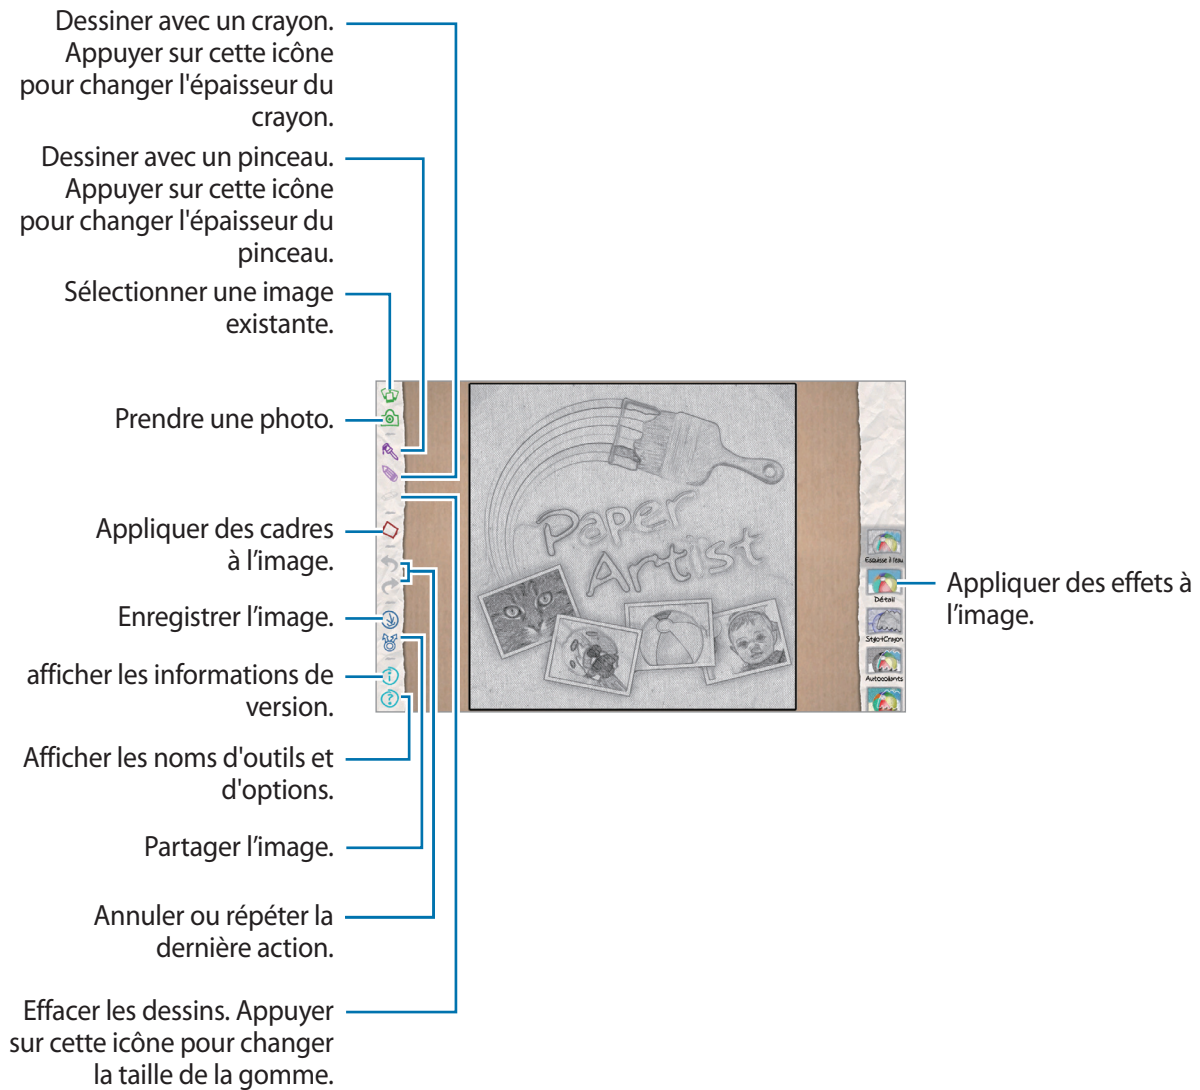 Dessiner avec un crayon.
Appuyer sur cette icône
pour changer l'épaisseur du
crayon.
Dessiner avec un pinceau.
Appuyer sur cette icône
pour changer l'épaisseur du
pinceau.
Sélectionner une image
existante.
Prendre une photo.
Appliquer des cadres
à l’image.
Enregistrer l’image.
afficher les informations de
version.
Afficher les noms d'outils et
d'options.
Partager l’image.
Annuler ou répéter la
dernière action.
Effacer les dessins. Appuyer
sur cette icône pour changer
la taille de la gomme.
Paper
Artist
Esquisse à l'eau
Détail
Stylo+Crayon
Autocollants
Appliquer des effets à
l’image.